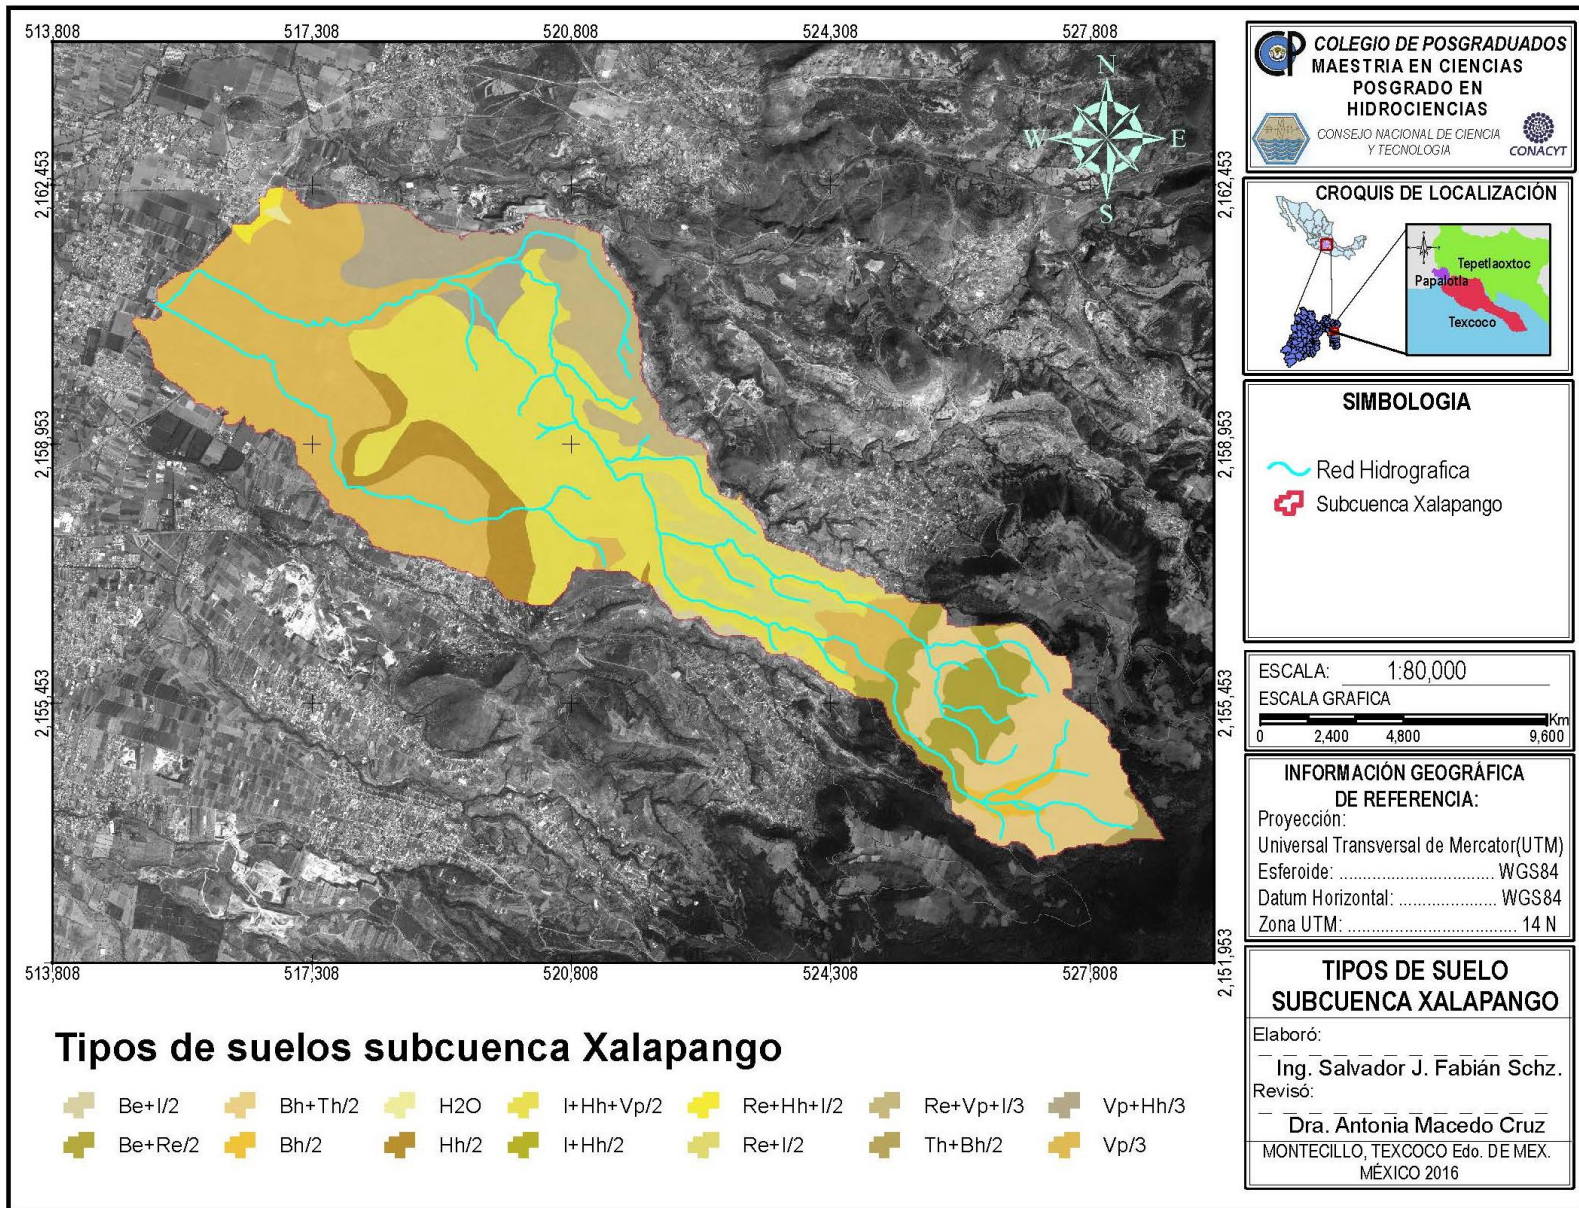 513,808
517,308
520,808
524,308
527,808
2,162,453
2,158,953
2,155,453
2,162,453
2,158,953
2,155,453
2,151,953
N
W
E
S
513,808
517,308
520,808
524,308
527,808
COLEGIO DE POSGRADUADOS
MAESTRIA EN CIENCIAS
POSGRADO EN
HIDROCIENCIAS
CONSEJO NACIONAL DE CIENCIA
Y TECNOLOGIA
CONACYT
CROQUIS DE LOCALIZACIÓN
Tepetlaoxtoc
Papalotla
Texcoco
SIMBOLOGIA
Red Hidrografica
Subcuenca Xalapango
ESCALA: 1:80,000
ESCALA GRAFICA
Km
0 2,400 4,800 9,600
INFORMACIÓN GEOGRÁFICA
DE REFERENCIA:
Proyección:
Universal Transversal de Mercator(UTM)
Esferoide: ................................ WGS84
Datum Horizontal: .................... WGS84
Zona UTM: ................................... 14 N
TIPOS DE SUELO
SUBCUENCA XALAPANGO
Elaboró:
Ing. Salvador J. Fabián Schz.
Revisó:
Dra. Antonia Macedo Cruz
MONTECILLO, TEXCOCO Edo. DE MEX.
MÉXICO 2016
Tipos de suelos subcuenca Xalapango
Be+I/2 Bh+Th/2 H2O I+Hh+Vp/2 Re+Hh+I/2 Re+Vp+I/3 Vp+Hh/3
Be+Re/2 Bh/2 Hh/2 I+Hh/2 Re+I/2 Th+Bh/2 Vp/3